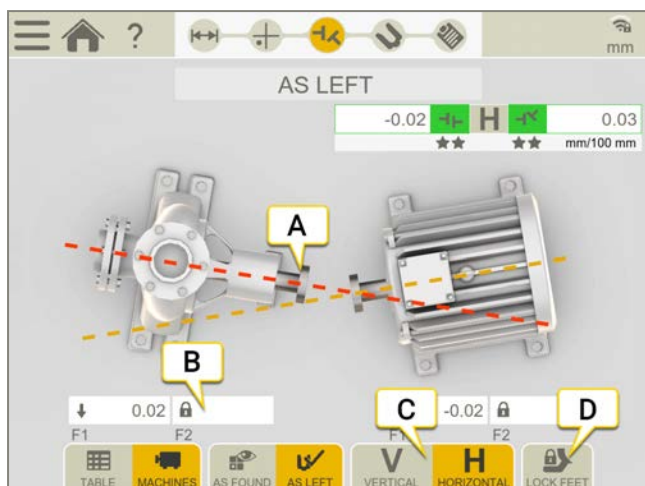 ?
mm
AS LEFT
-0.02 H 0.03
mm/100 mm
A
B
C
D
0.02 -0.02
F1 F2 F1 F2
TABLE MACHINES AS FOUND AS LEFT V VERTICAL H HORIZONTAL LOCK FEET